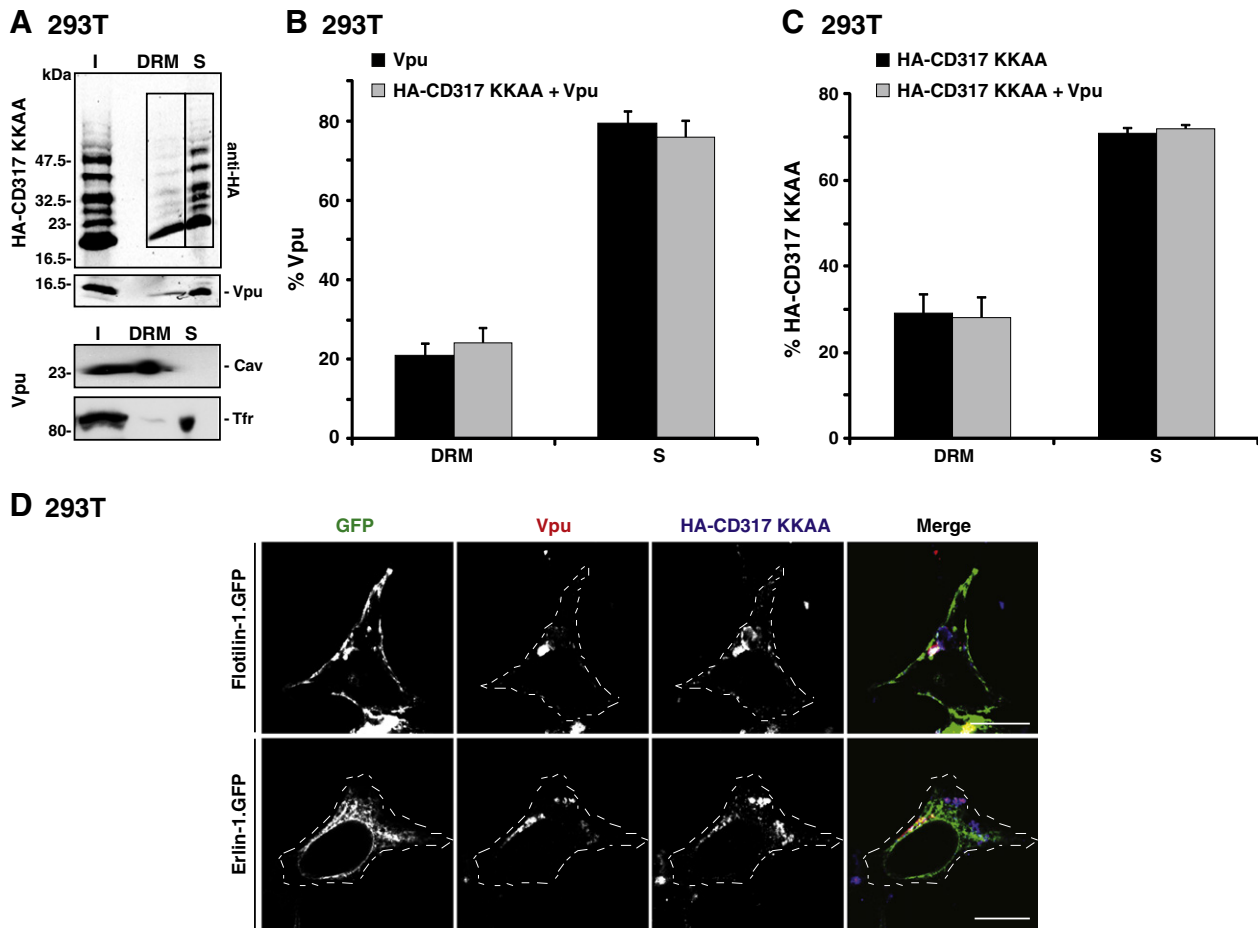 A 293T
I DRM S
kDa
HA-CD317 KKAA
47.5-
32.5-
23-
16.5-
anti-HA
16.5-
- Vpu
I DRM S
Vpu
23-
- Cav
80-
- Tfr
B 293T
Vpu
HA-CD317 KKAA + Vpu
% Vpu
80
60
40
20
0
DRM S
C 293T
HA-CD317 KKAA
HA-CD317 KKAA + Vpu
% HA-CD317 KKAA
80
60
40
20
0
DRM S
D 293T
GFP Vpu HA-CD317 KKAA Merge
Flotilin-1.GFP
Erlin-1.GFP